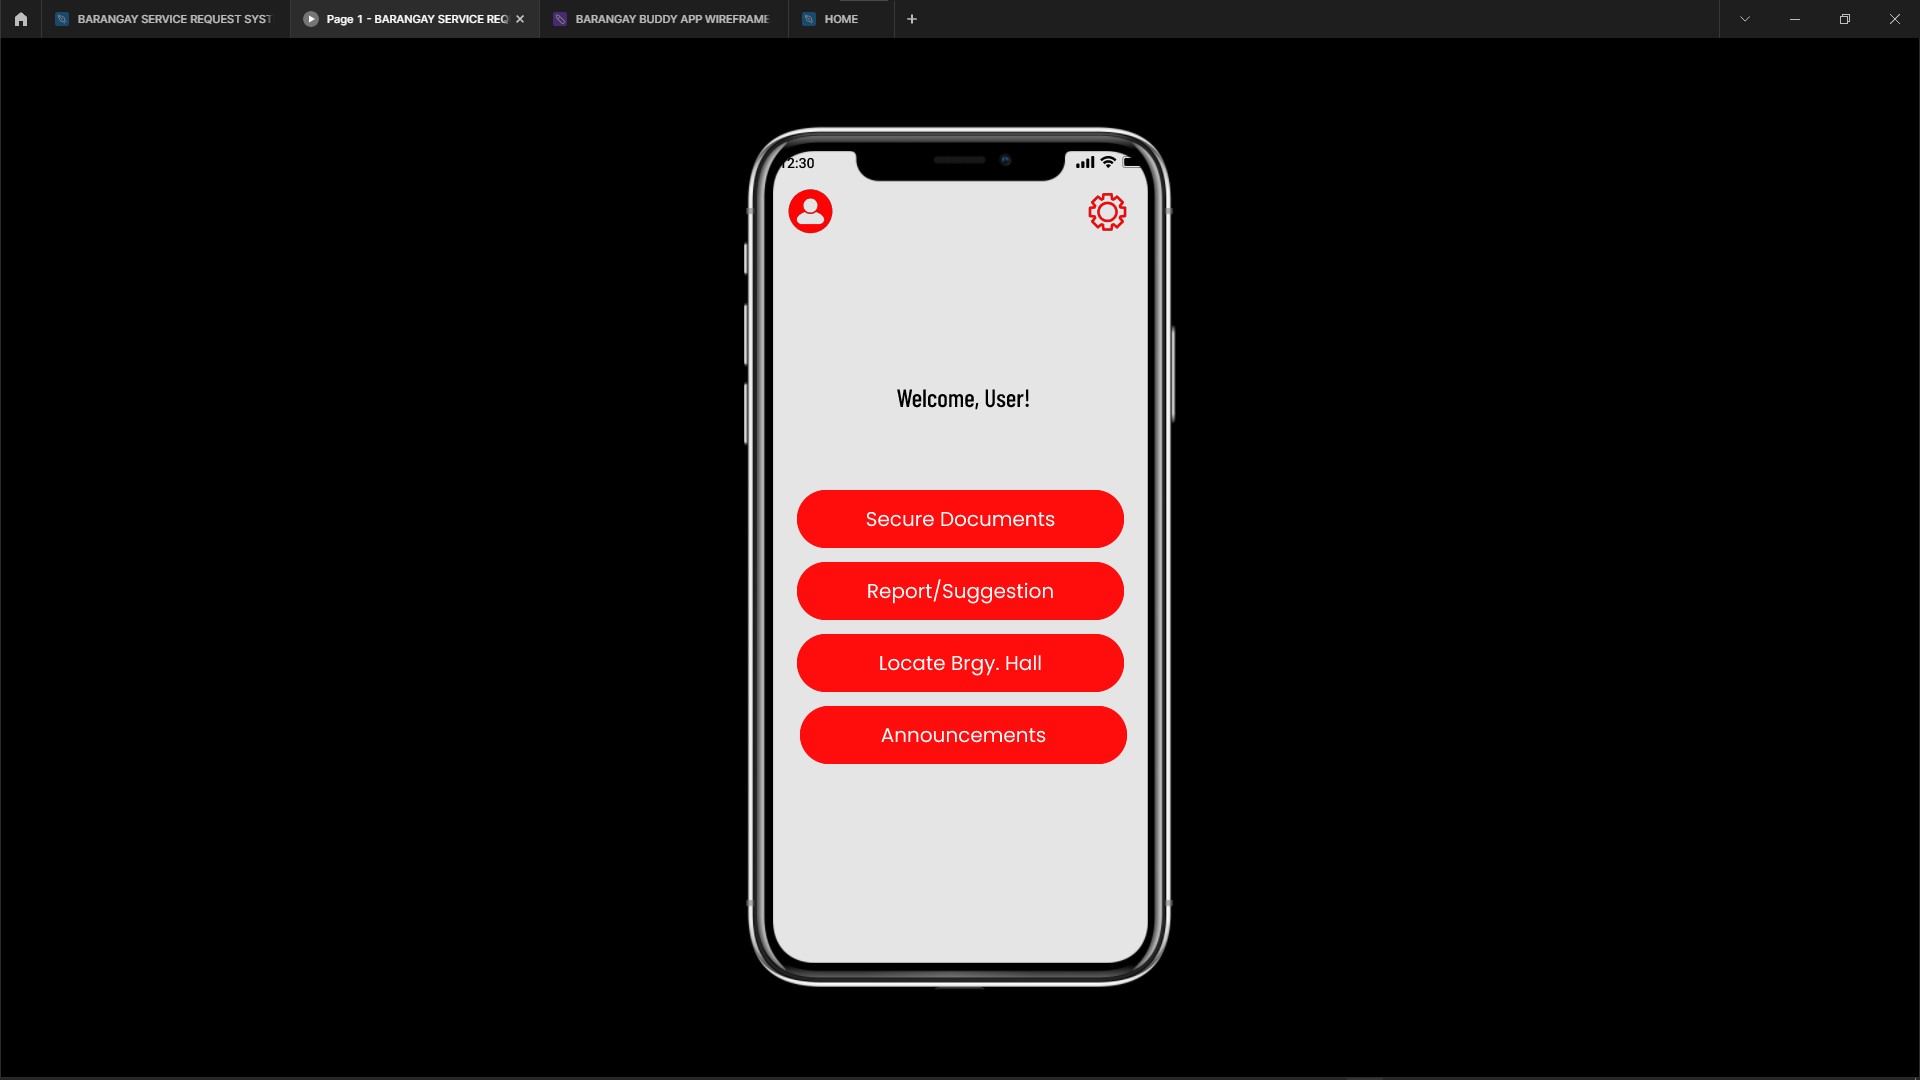 BARANGAY SERVICE REQUEST SYST
Page 1 - BARANGAY SERVICE REQ
BARANGAY BUDDY APP WIREFRAME
HOME
12:30
Welcome, User!
Secure Documents
Report/Suggestion
Locate Brgy. Hall
Announcements